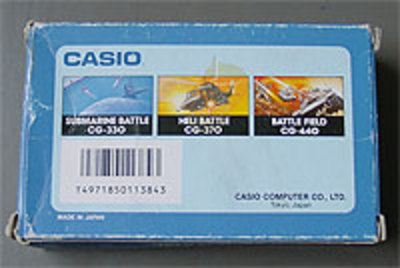 CASIO
SUBMARINE BATTLE
CG-330
HELI BATTLE
CG-370
BATTLE FIELD
CG-440
T4971850113843
CASIO COMPUTER CO., LTD.
Tokyo, Japan
MADE IN JAPAN